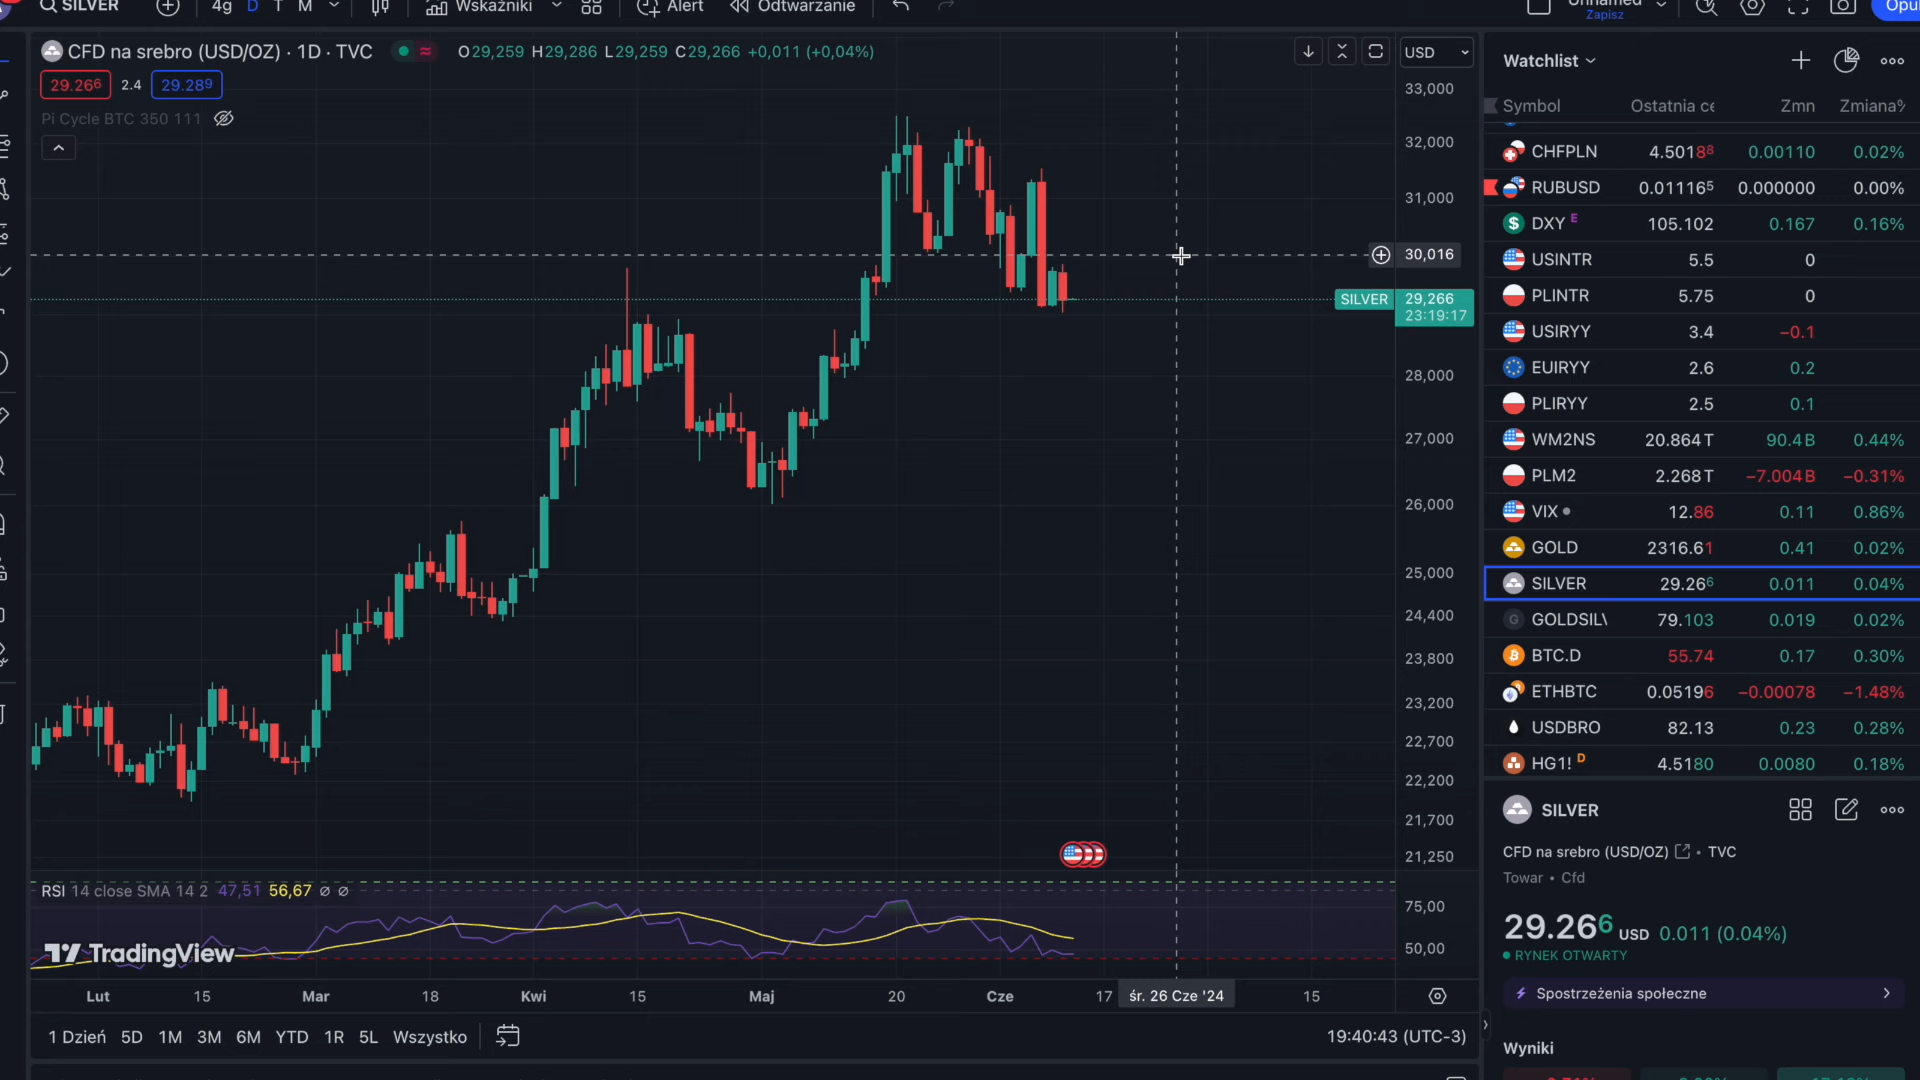 SILVER 4g D T M Wskaźniki Alert Odtwarzanie Unnamed
Zapisz
CFD na srebro (USD/OZ) · 1D · TVC O29,259 H29,286 L29,259 C29,266 +0,011 (+0,04%) USD
29.266 2.4 29.289
Pi Cycle BTC 350 111
33,000
32,000
31,000
30,016
SILVER 29,266
23:19:17
28,000
27,000
26,000
25,000
24,400
23,800
23,200
22,700
22,200
21,700
21,250
RSI 14 close SMA 14 2 47,51 56,67 ∅ ∅
75,00
50,00
TradingView
Lut 15 Mar 18 Kwi 15 Maj 20 Cze 17 śr. 26 Cze '24 15
1 Dzień 5D 1M 3M 6M YTD 1R 5L Wszystko 19:40:43 (UTC-3)
Watchlist
Symbol Ostatnia ce Zmn Zmiana%
CHFPLN 4.50188 0.00110 0.02%
RUBUSD 0.011165 0.000000 0.00%
DXY E 105.102 0.167 0.16%
USINTR 5.5 0
PLINTR 5.75 0
USIRYY 3.4 −0.1
EUIRYY 2.6 0.2
PLIRYY 2.5 0.1
WM2NS 20.864 T 90.4 B 0.44%
PLM2 2.268 T −7.004 B −0.31%
VIX 12.86 0.11 0.86%
GOLD 2316.61 0.41 0.02%
SILVER 29.266 0.011 0.04%
G GOLDSIL\ 79.103 0.019 0.02%
BTC.D 55.74 0.17 0.30%
ETHBTC 0.05196 −0.00078 −1.48%
USDBRO 82.13 0.23 0.28%
HG1! D 4.5180 0.0080 0.18%
SILVER
CFD na srebro (USD/OZ) • TVC
Towar • Cfd
29.266 USD 0.011 (0.04%)
RYNEK OTWARTY
Spostrzeżenia społeczne
Wyniki